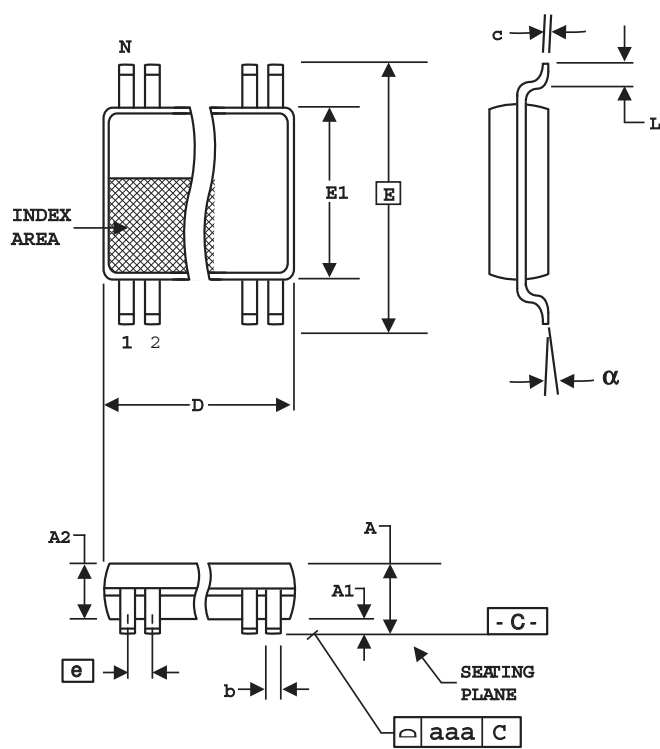 N
c
L
E1
E
INDEX
AREA
1 2
α
D
A2
A
A1
- C -
e
b
SEATING
PLANE
aaa C